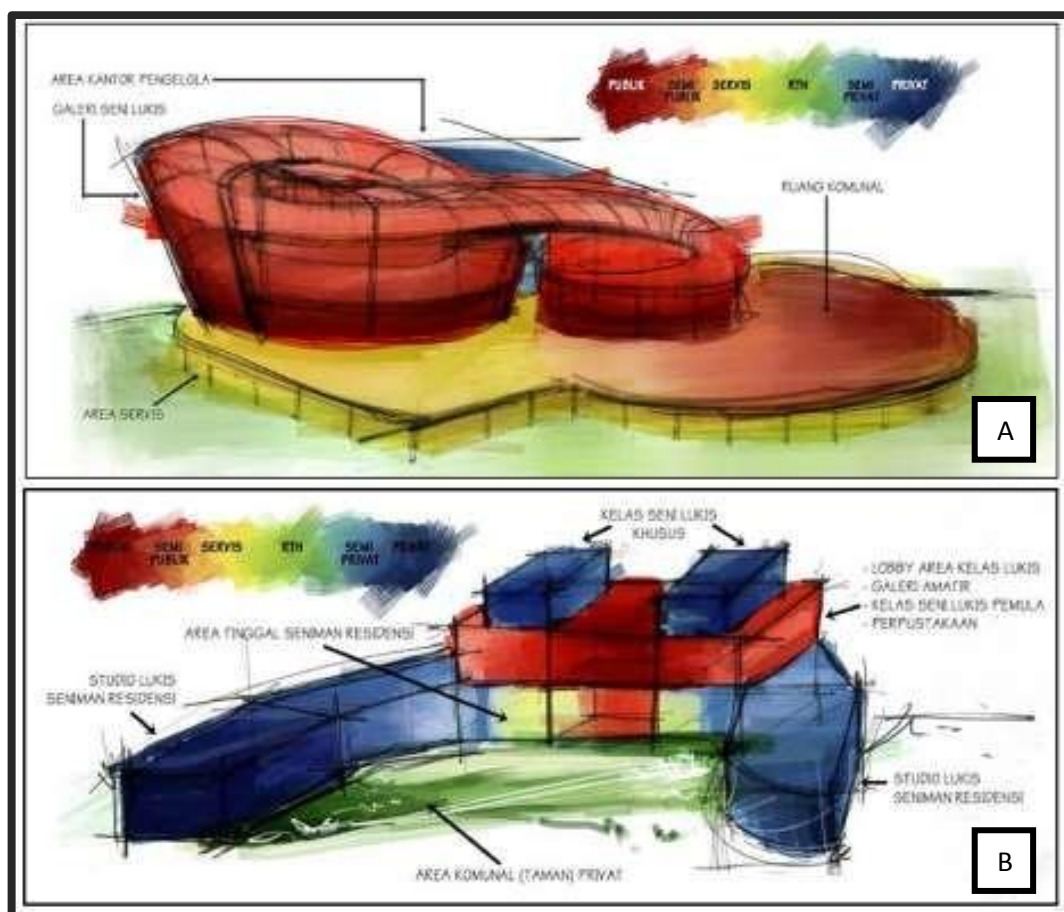 AREA KANTOR PENGELOLA
GALERI SENI LUKIS
PUBLIK
SEMI
PUBLIK
SERVIS
RTH
SEMI
PRIVAT
PRIVAT
RUANG KOMUNAL
AREA SERVIS
A
SEMI
PUBLIK
SERVIS
RTH
SEMI
PRIVAT
PRIVAT
KELAS SENI LUKIS
KHUSUS
- LOBBY AREA KELAS LUKIS
- GALERI AMATIR
- KELAS SENI LUKIS PEMULA
- PERPUSTAKAAN
AREA TINGGAL SENIMAN RESIDENSI
STUDIO LUKIS
SENIMAN RESIDENSI
STUDIO LUKIS
SENIMAN RESIDENSI
AREA KOMUNAL (TAMAN) PRIVAT
B